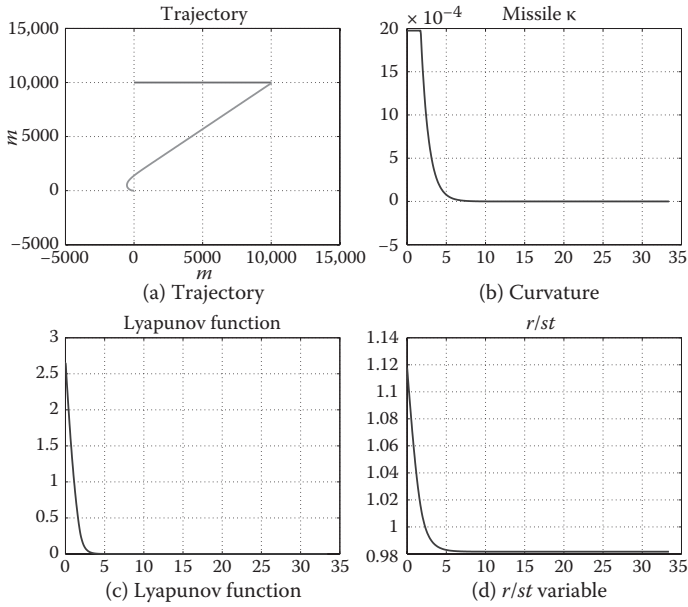 Trajectory
15,000
10,000
5000
0
−5000
m
−5000 0 5000 10,000 15,000
m
(a) Trajectory
20 × 10−4
Missile κ
15
10
5
0
−5
0 5 10 15 20 25 30 35
(b) Curvature
Lyapunov function
3
2.5
2
1.5
1
0.5
0
0 5 10 15 20 25 30 35
(c) Lyapunov function
r/st
1.14
1.12
1.1
1.08
1.06
1.04
1.02
1
0.98
0 5 10 15 20 25 30 35
(d) r/st variable